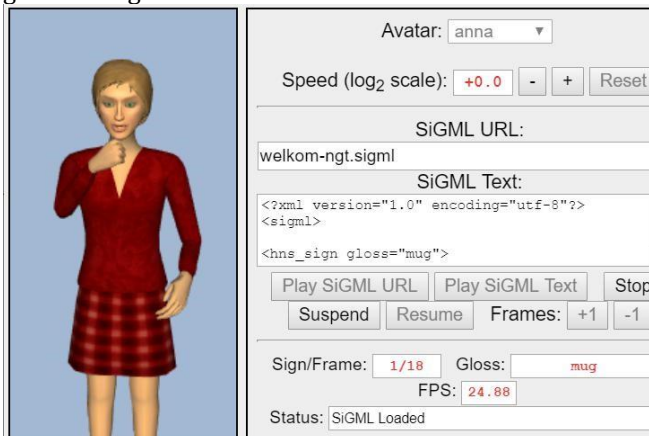 Avatar: anna
Speed (log2 scale): +0.0 - + Reset
SiGML URL:
welkom-ngt.sigml
SiGML Text:
<?xml version="1.0" encoding="utf-8"?>
<sigml>
<hns_sign gloss="mug">
Play SiGML URL Play SiGML Text Stop
Suspend Resume Frames: +1 -1
Sign/Frame: 1/18 Gloss: mug
FPS: 24.88
Status: SiGML Loaded